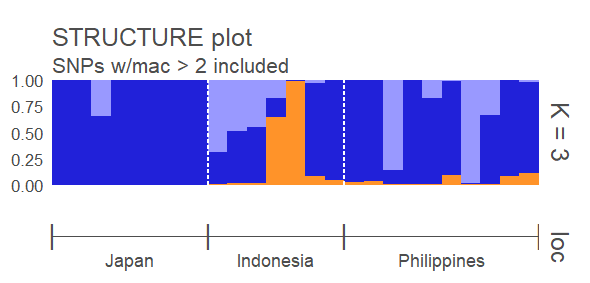 STRUCTURE plot
SNPs w/mac > 2 included
1.00
0.75
0.50
0.25
0.00
K = 3
loc
Japan
Indonesia
Philippines